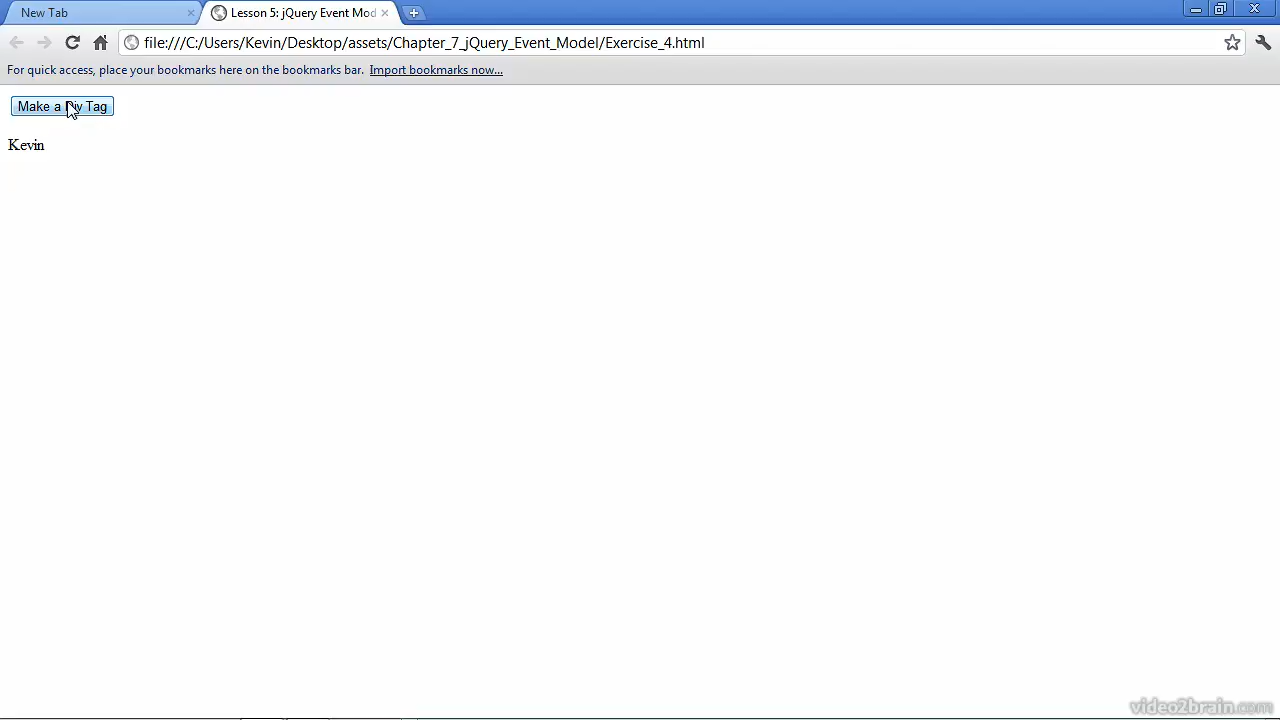 New Tab
Lesson 5: jQuery Event Mod
file:///C:/Users/Kevin/Desktop/assets/Chapter_7_jQuery_Event_Model/Exercise_4.html
For quick access, place your bookmarks here on the bookmarks bar. Import bookmarks now...
Make a Div Tag
Kevin
video2brain.com